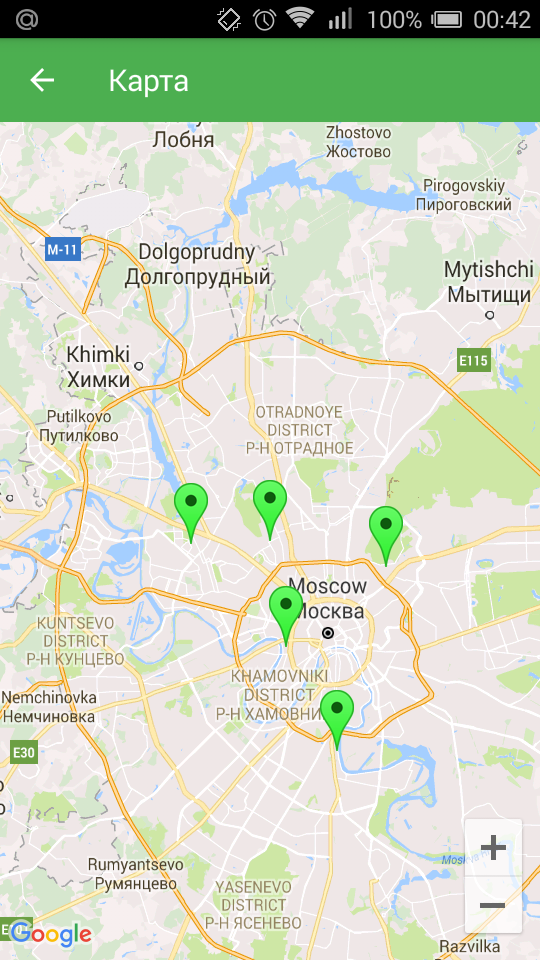 @ 100% 00:42
Карта
Лобня
Zhostovo
Жостово
Pirogovskiy
Пироговский
M-11
Dolgoprudny
Долгопрудный
Mytishchi
Мытищи
E115
Khimki
Химки
Putilkovo
Путилково
OTRADNOYE
DISTRICT
Р-Н ОТРАДНОЕ
Moscow
Москва
KUNTSEVO
DISTRICT
Р-Н КУНЦЕВО
KHAMOVNIKI
DISTRICT
Р-Н ХАМОВНИ
Nemchinovka
Немчиновка
E30
Rumyantsevo
Румянцево
+
−
YASENEVO
DISTRICT
Р-Н ЯСЕНЕВО
Google
Razvilka